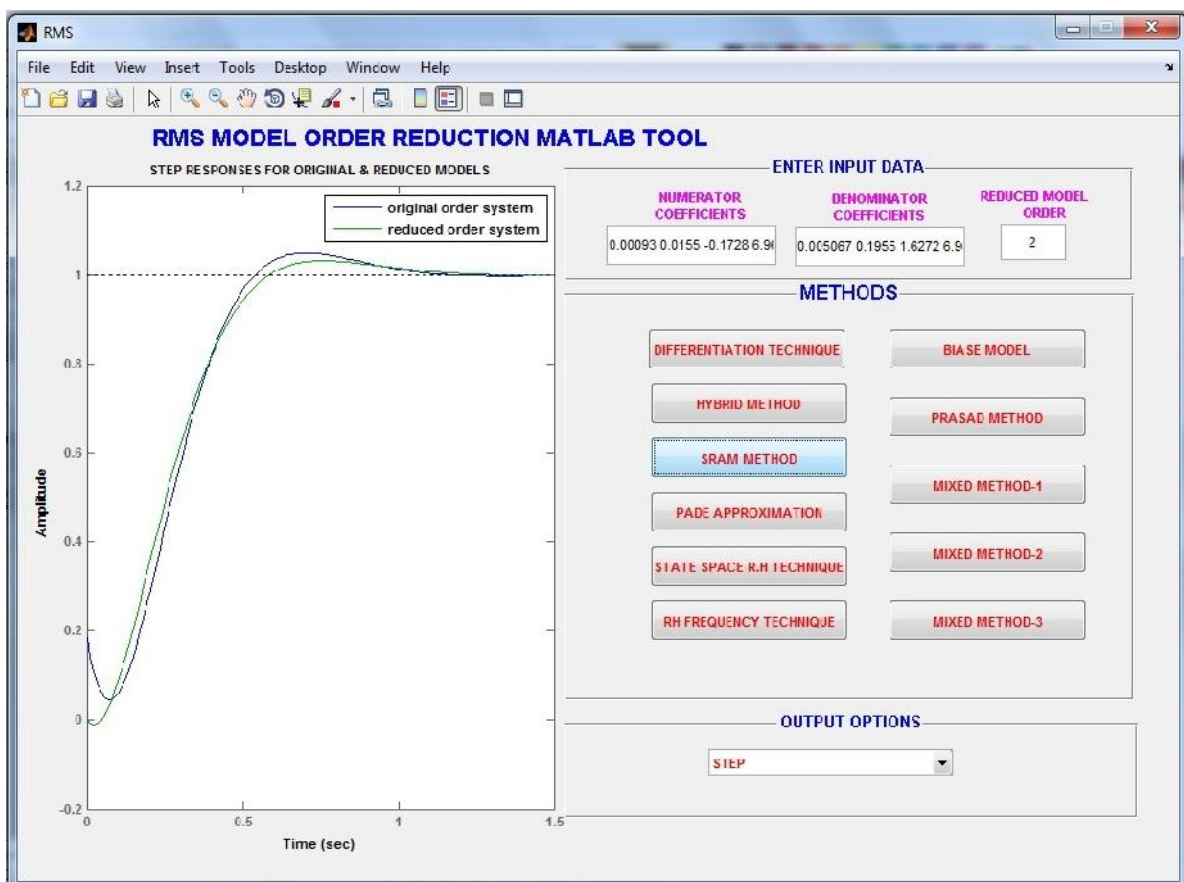 RMS
File Edit View Insert Tools Desktop Window Help
RMS MODEL ORDER REDUCTION MATLAB TOOL
STEP RESPONSES FOR ORIGINAL & REDUCED MODELS
1.2
1
0.8
0.6
0.4
0.2
0
-0.2
0
0.5
1
1.5
Amplitude
Time (sec)
original order system
reduced order system
ENTER INPUT DATA
NUMERATOR
COEFFICIENTS
0.00093 0.0155 -0.1728 6.9
DENOMINATOR
COEFFICIENTS
0.005067 0.1955 1.6272 6.9
REDUCED MODEL
ORDER
2
METHODS
DIFFERENTIATION TECHNIQUE
HYBRID METHOD
SRAM METHOD
PADE APPROXIMATION
STATE SPACE R.H TECHNIQUE
RH FREQUENCY TECHNIQUE
BIASE MODEL
PRASAD METHOD
MIXED METHOD-1
MIXED METHOD-2
MIXED METHOD-3
OUTPUT OPTIONS
STEP